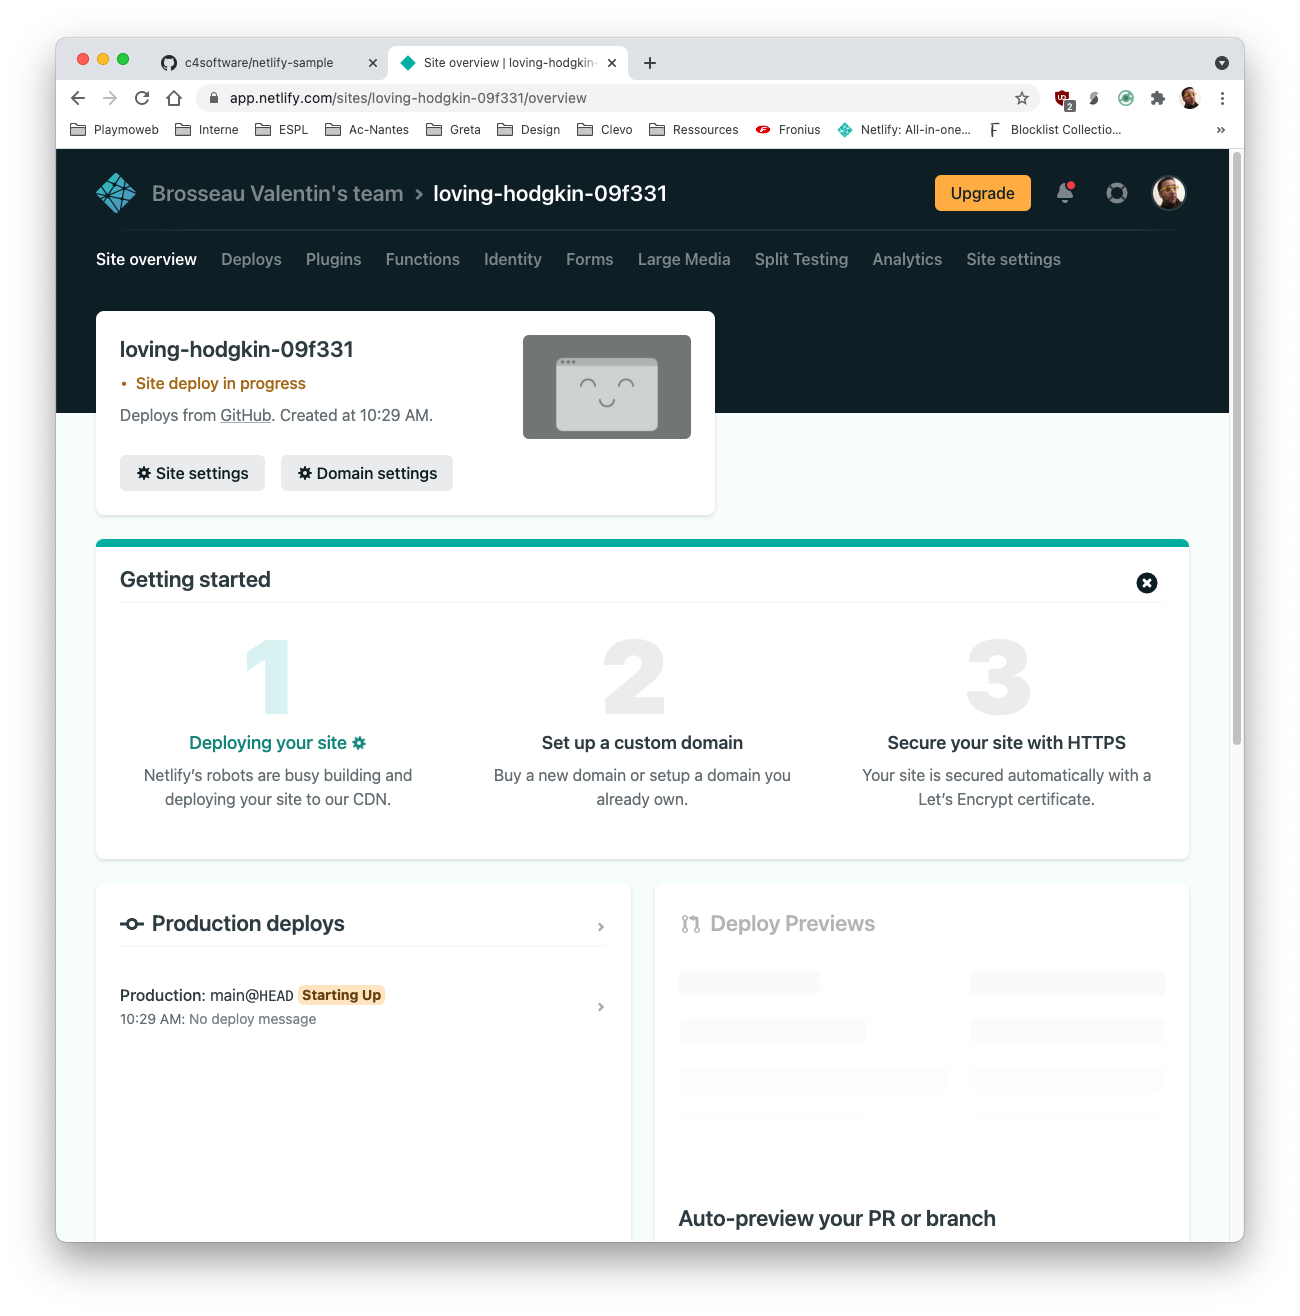 c4software/netlify-sample
Site overview | loving-hodgkin-
app.netlify.com/sites/loving-hodgkin-09f331/overview
2
Playmoweb Interne ESPL Ac-Nantes Greta Design Clevo Ressources Fronius Netlify: All-in-one... Blocklist Collectio... »
Brosseau Valentin's team › loving-hodgkin-09f331
Upgrade
Site overview Deploys Plugins Functions Identity Forms Large Media Split Testing Analytics Site settings
loving-hodgkin-09f331
• Site deploy in progress
Deploys from GitHub. Created at 10:29 AM.
Site settings Domain settings
Getting started
1 2 3
Deploying your site Set up a custom domain Secure your site with HTTPS
Netlify’s robots are busy building and
deploying your site to our CDN.
Buy a new domain or setup a domain you
already own.
Your site is secured automatically with a
Let’s Encrypt certificate.
Production deploys
Production: main@HEAD Starting Up
10:29 AM: No deploy message
Deploy Previews
Auto-preview your PR or branch